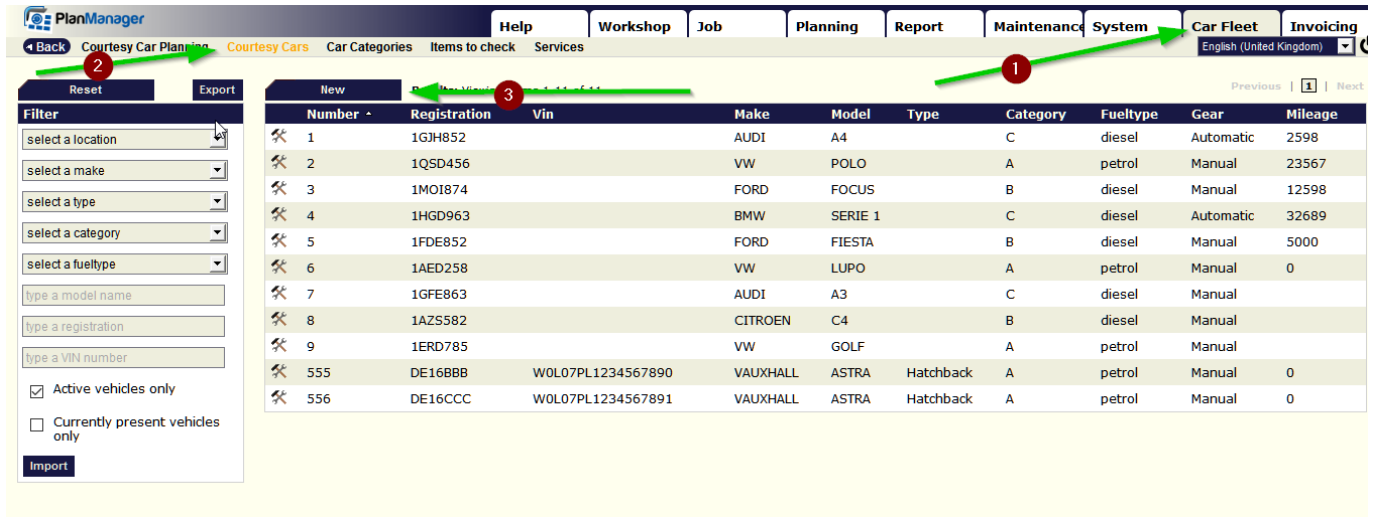 PlanManager
Help Workshop Job Planning Report Maintenance System Car Fleet Invoicing
Back Courtesy Car Planning Courtesy Cars Car Categories Items to check Services
English (United Kingdom)
1
2
3
Reset Export New Previous | 1 | Next
Filter
Number Registration Vin Make Model Type Category Fueltype Gear Mileage
select a location
1 1GJH852 AUDI A4 C diesel Automatic 2598
select a make
2 1QSD456 VW POLO A petrol Manual 23567
select a type
3 1MOI874 FORD FOCUS B diesel Manual 12598
4 1HGD963 BMW SERIE 1 C diesel Automatic 32689
select a category
5 1FDE852 FORD FIESTA B diesel Manual 5000
select a fueltype
6 1AED258 VW LUPO A petrol Manual 0
type a model name
7 1GFE863 AUDI A3 C diesel Manual
type a registration
8 1AZS582 CITROEN C4 B diesel Manual
type a VIN number
9 1ERD785 VW GOLF A petrol Manual
555 DE16BBB W0L07PL1234567890 VAUXHALL ASTRA Hatchback A petrol Manual 0
Active vehicles only
556 DE16CCC W0L07PL1234567891 VAUXHALL ASTRA Hatchback A petrol Manual 0
Currently present vehicles
only
Import